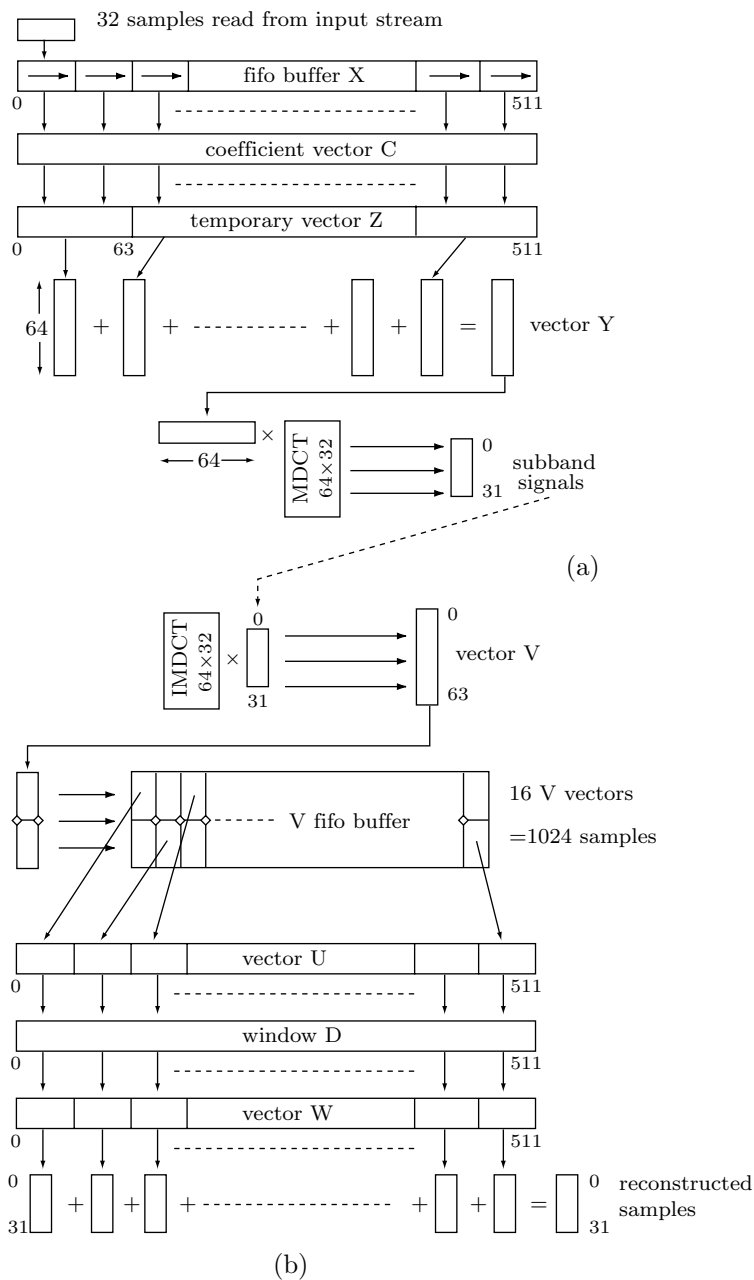 32 samples read from input stream
fifo buffer X
0 511
coefficient vector C
temporary vector Z
0 63 511
64 + + + + = vector Y
× 0
64 MDCT 64×32 31
subband
signals
(a)
0 0
IMDCT 64×32 × vector V
31 63
16 V vectors
V fifo buffer
=1024 samples
vector U
0 511
window D
0 511
vector W
0 511
0 0 reconstructed
+ + + + + =
31 31 samples
(b)